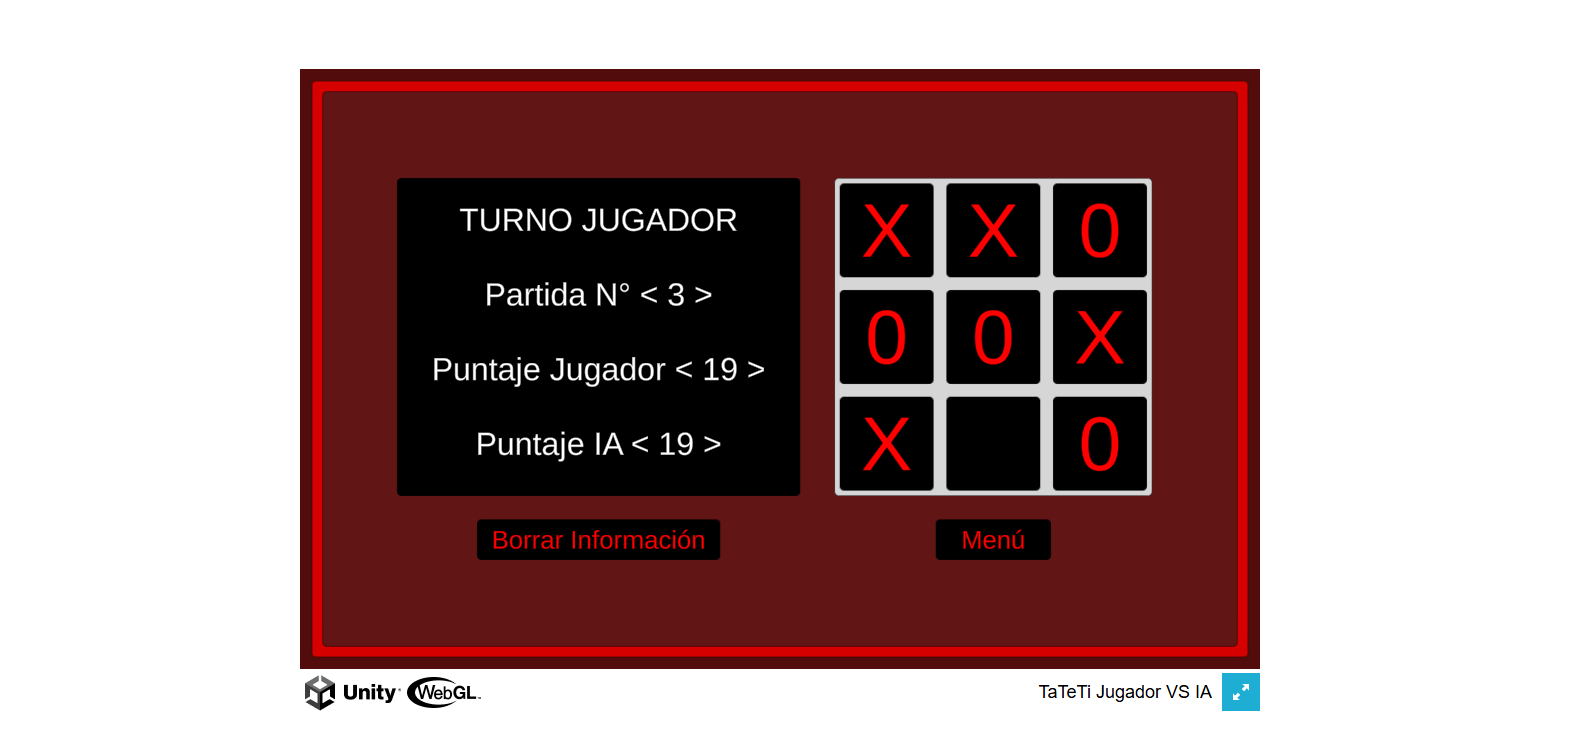 TURNO JUGADOR
Partida N° < 3 >
Puntaje Jugador < 19 >
Puntaje IA < 19 >
X X 0
0 0 X
X 0
Borrar Información
Menú
Unity WebGL
TaTeTi Jugador VS IA